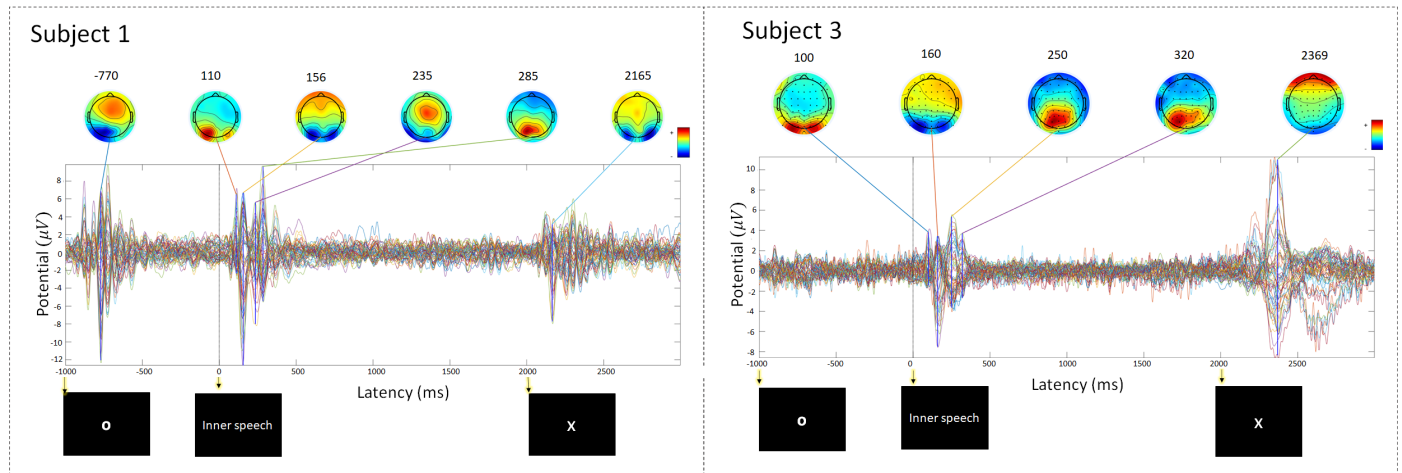 Subject 1
-770 110 156 235 285 2165
+
-
8
6
4
2
0
-2
-4
-6
-8
-10
-12
Potential (μV)
-1000 -500 0 500 1000 1500 2000 2500
Latency (ms)
O
Inner speech
X
Subject 3
100 160 250 320 2369
+
-
10
8
6
4
2
0
-2
-4
-6
-8
Potential (μV)
-1000 -500 0 500 1000 1500 2000 2500
Latency (ms)
O
Inner speech
X